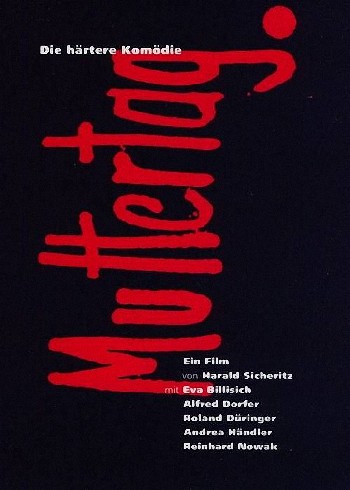 Die härtere Komödie
Muttertag.
Ein Film
von Harald Sicheritz
mit Eva Billisich
Alfred Dorfer
Roland Düringer
Andrea Händler
Reinhard Nowak